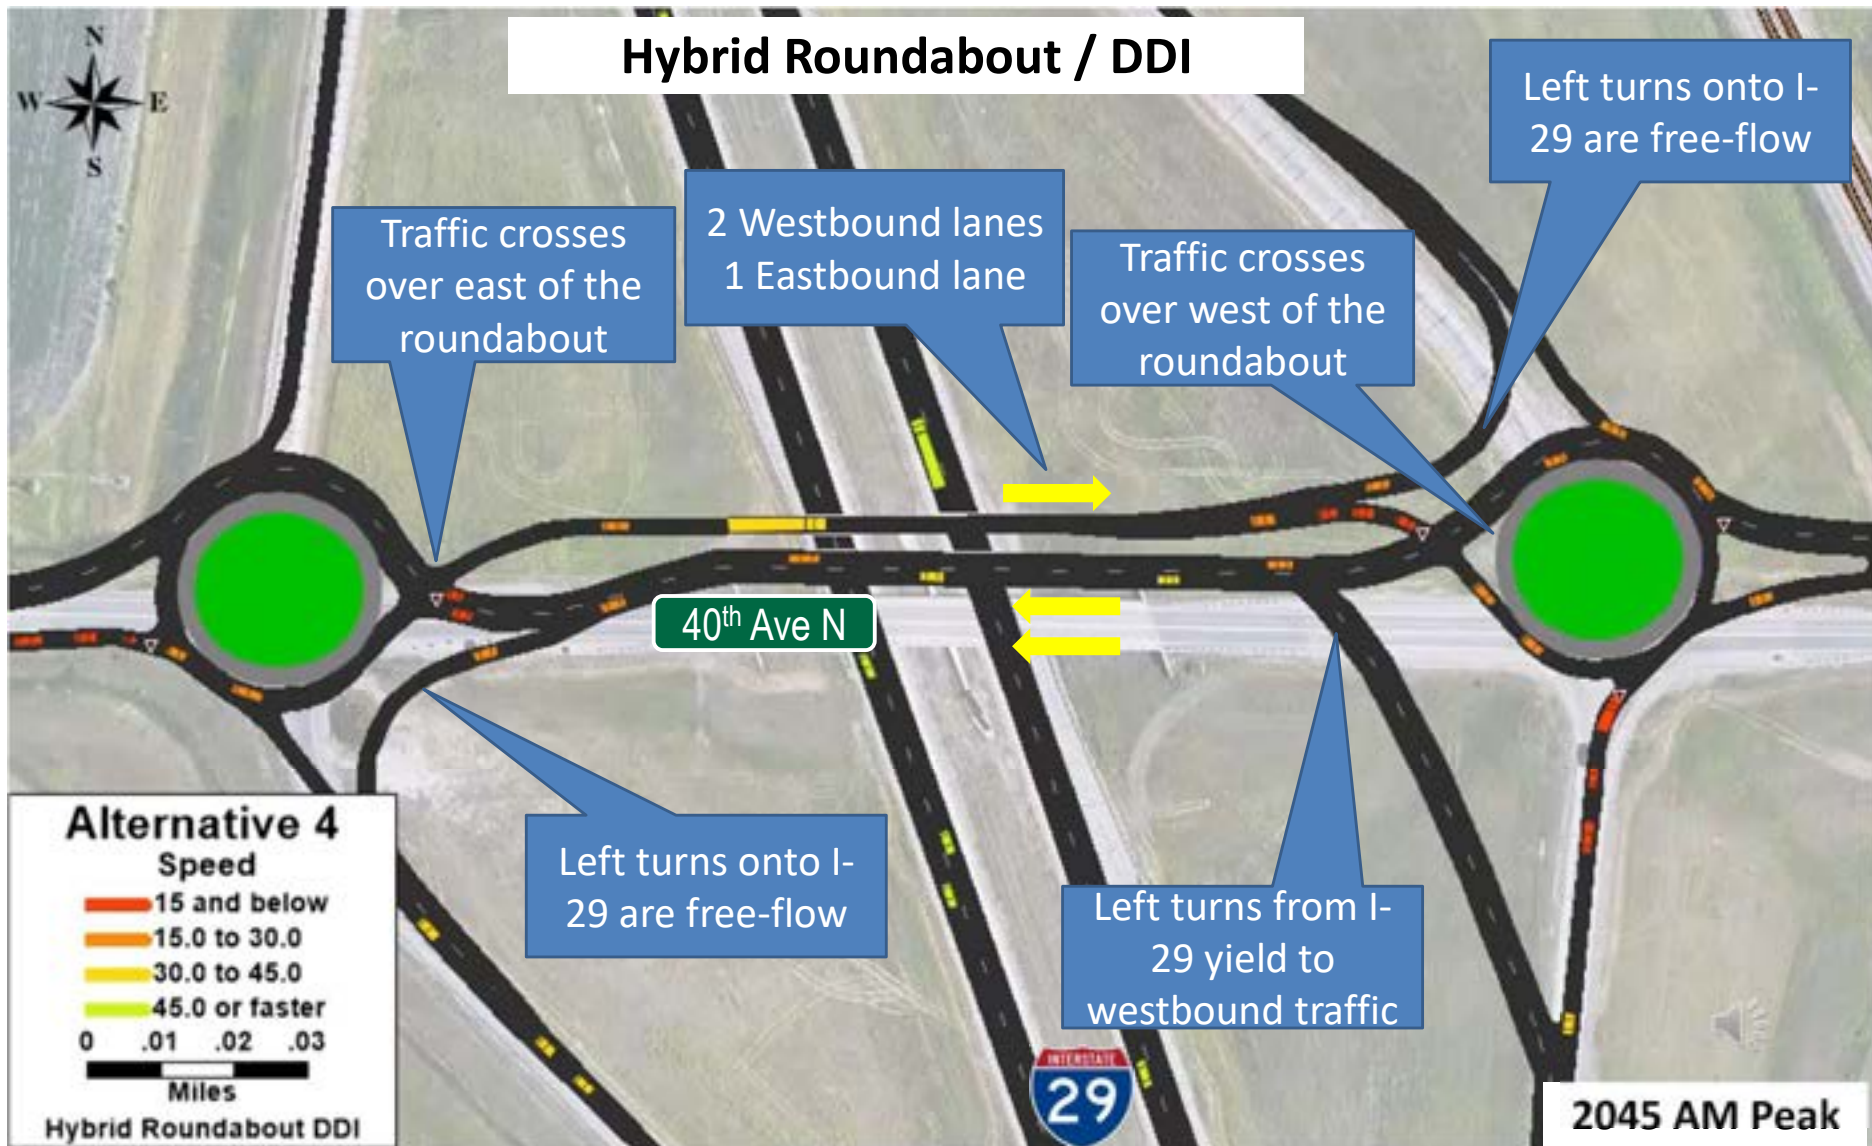 Hybrid Roundabout / DDI
N
W
E
S
Left turns onto I-
29 are free-flow
2 Westbound lanes
1 Eastbound lane
Traffic crosses
over east of the
roundabout
Traffic crosses
over west of the
roundabout
40th Ave N
Alternative 4
Speed
15 and below
15.0 to 30.0
30.0 to 45.0
45.0 or faster
0 .01 .02 .03
Miles
Hybrid Roundabout DDI
Left turns onto I-
29 are free-flow
Left turns from I-
29 yield to
westbound traffic
INTERSTATE
29
2045 AM Peak